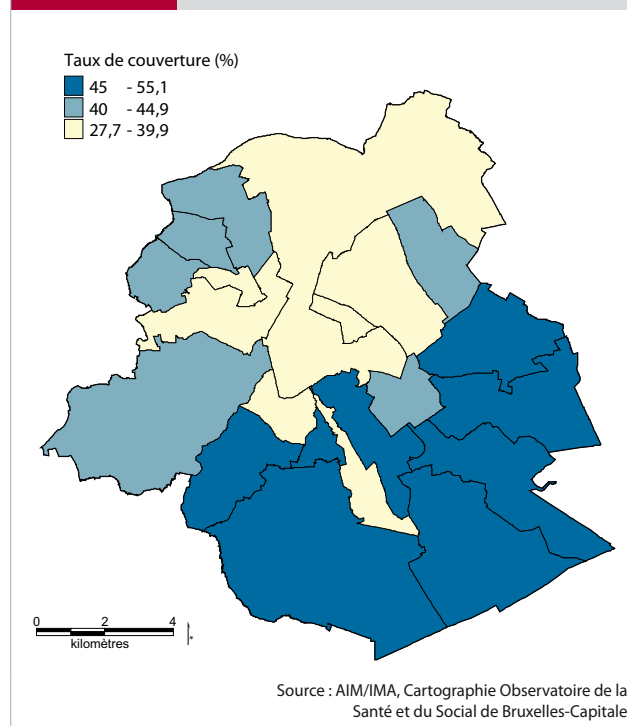 Taux de couverture (%)
45 - 55,1
40 - 44,9
27,7 - 39,9
0 2 4
kilomètres
Source : AIM/IMA, Cartographie Observatoire de la
Santé et du Social de Bruxelles-Capitale